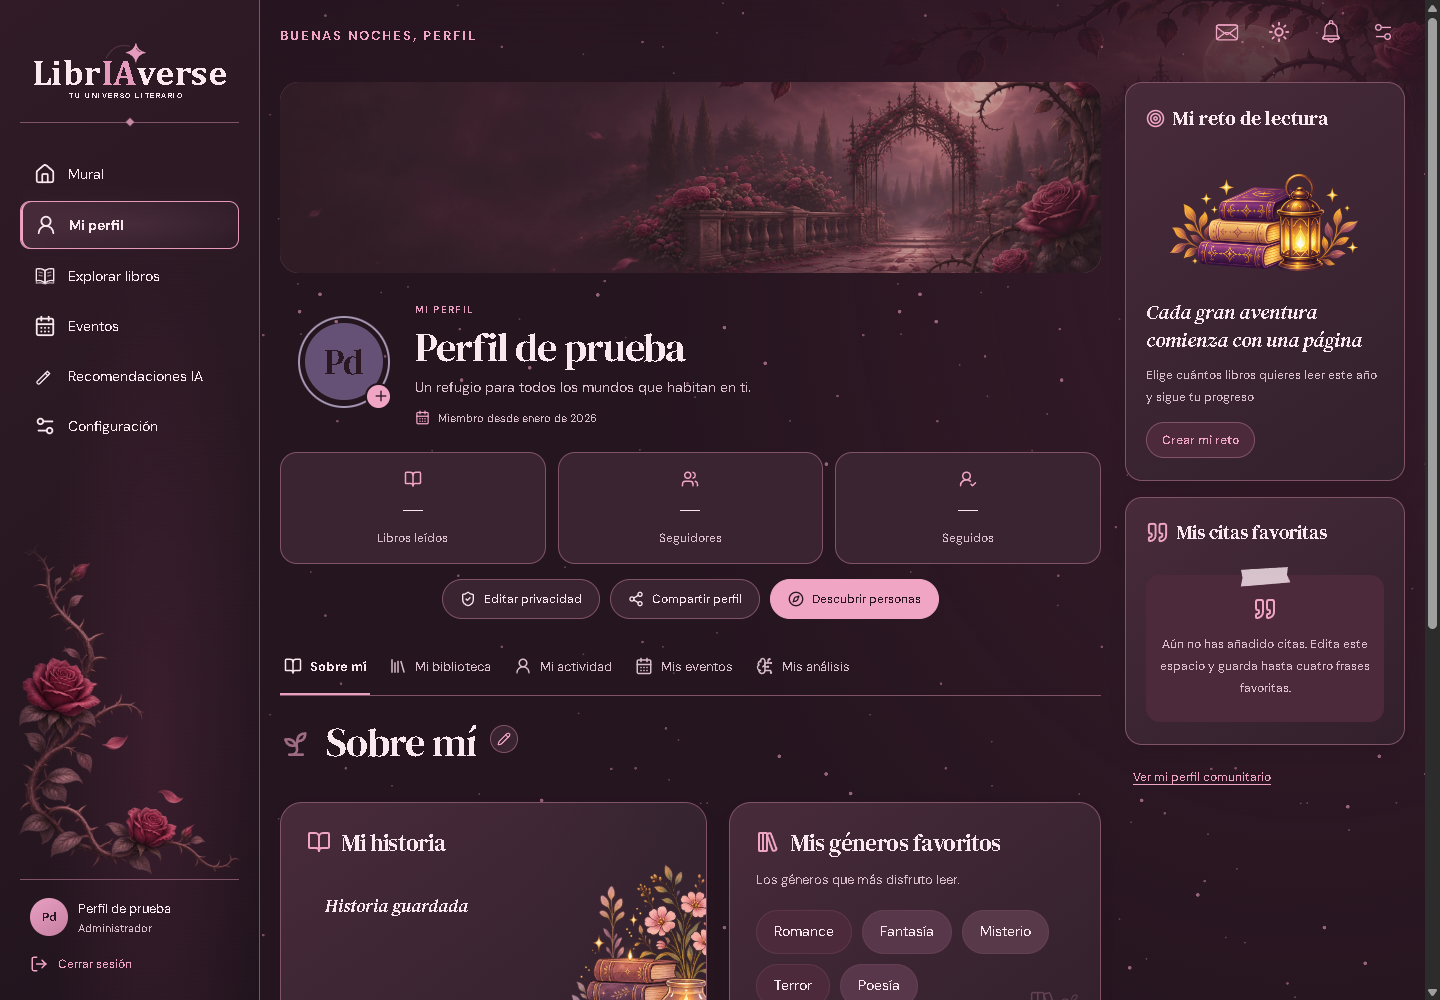 LibrIAverse
TU UNIVERSO LITERARIO
Mural
Mi perfil
Explorar libros
Eventos
Recomendaciones IA
Configuración
Pd
Perfil de prueba
Administrador
Cerrar sesión
BUENAS NOCHES, PERFIL
Pd
MI PERFIL
Perfil de prueba
Un refugio para todos los mundos que habitan en ti.
Miembro desde enero de 2026
—
Libros leídos
—
Seguidores
—
Seguidos
Editar privacidad
Compartir perfil
Descubrir personas
Sobre mí
Mi biblioteca
Mi actividad
Mis eventos
Mis análisis
Sobre mí
Mi historia
Historia guardada
Mis géneros favoritos
Los géneros que más disfruto leer.
Romance
Fantasía
Misterio
Terror
Poesía
Mi reto de lectura
Cada gran aventura
comienza con una página
Elige cuántos libros quieres leer este año
y sigue tu progreso
Crear mi reto
Mis citas favoritas
Aún no has añadido citas. Edita este
espacio y guarda hasta cuatro frases
favoritas.
Ver mi perfil comunitario